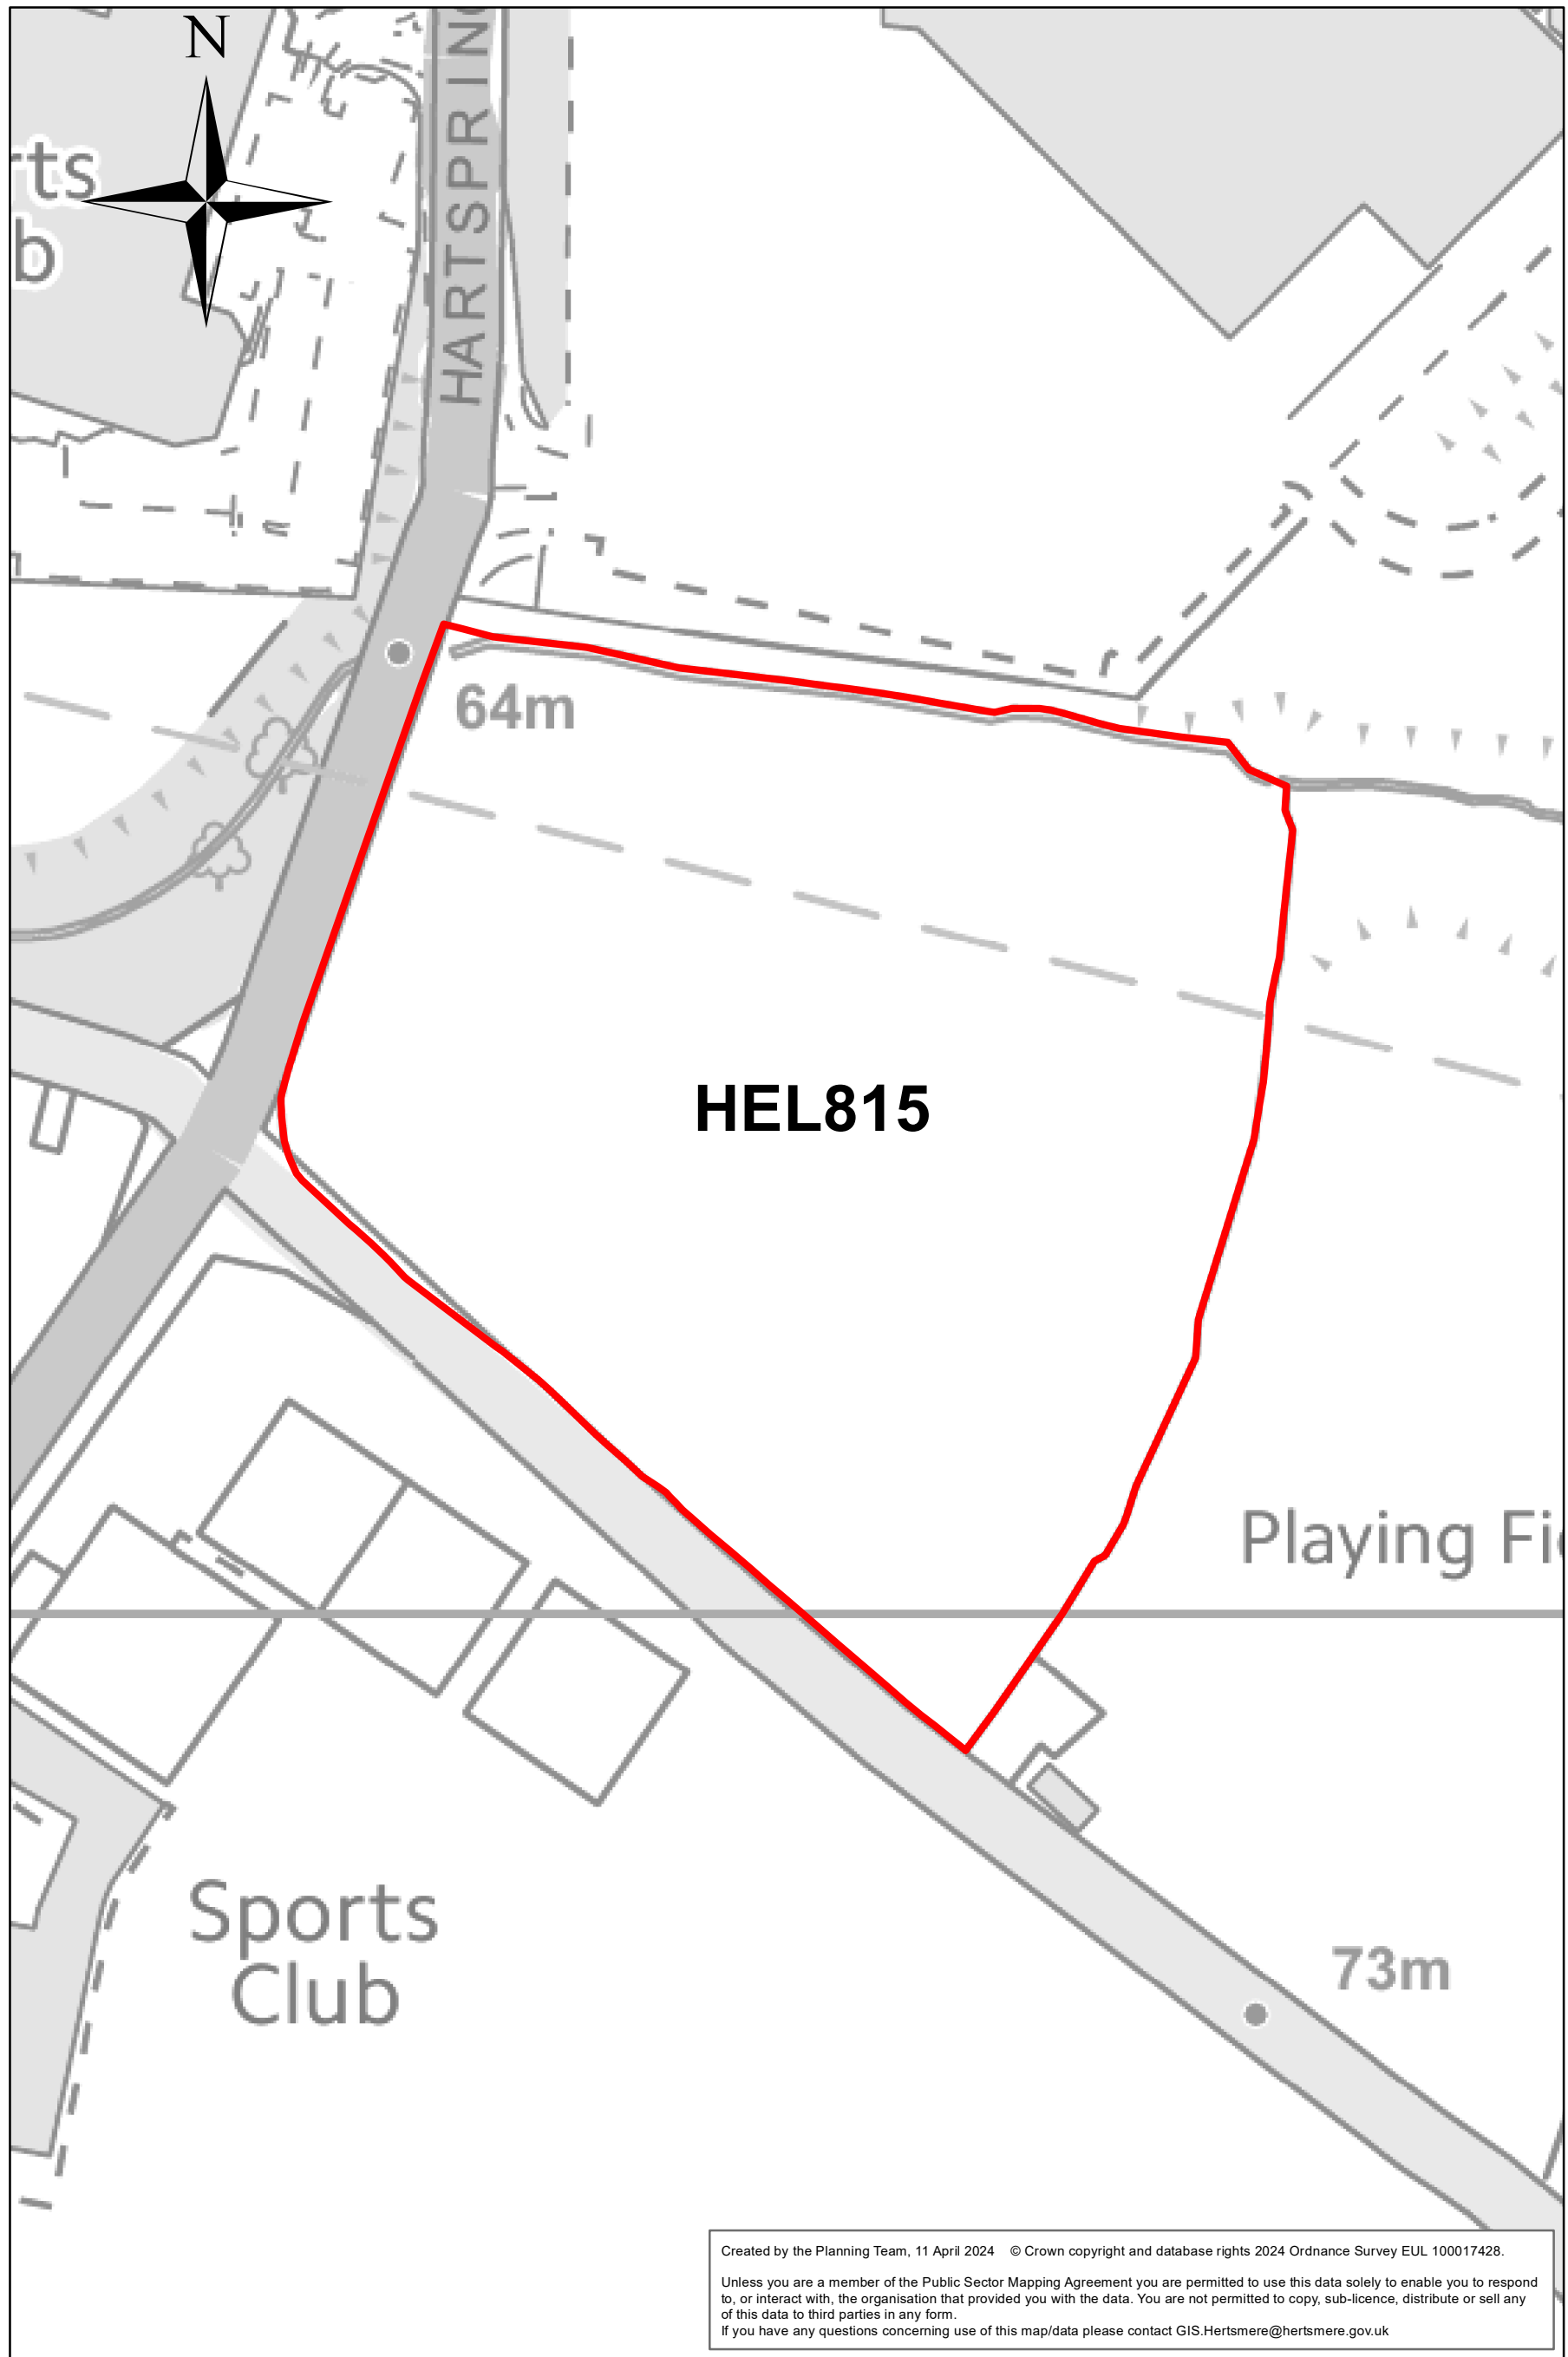 N
HARTSPRING
rts
b
64m
HEL815
Playing Fi
Sports
Club
73m
Created by the Planning Team, 11 April 2024 © Crown copyright and database rights 2024 Ordnance Survey EUL 100017428.
Unless you are a member of the Public Sector Mapping Agreement you are permitted to use this data solely to enable you to respond
to, or interact with, the organisation that provided you with the data. You are not permitted to copy, sub-licence, distribute or sell any
of this data to third parties in any form.
If you have any questions concerning use of this map/data please contact GIS.Hertsmere@hertsmere.gov.uk